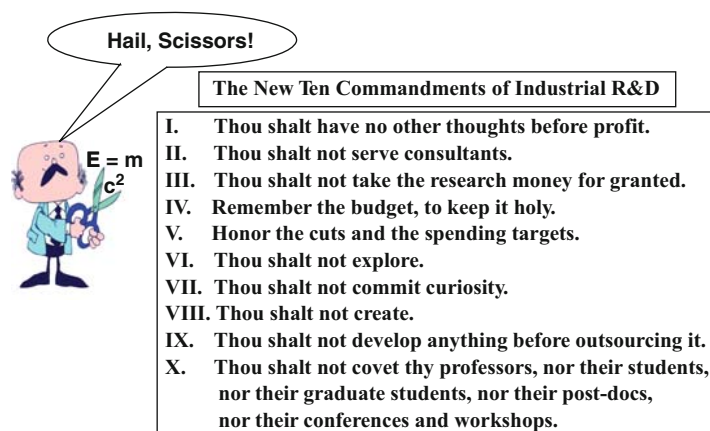 Hail, Scissors!
The New Ten Commandments of Industrial R&D
E = m
c²
I. Thou shalt have no other thoughts before profit.
II. Thou shalt not serve consultants.
III. Thou shalt not take the research money for granted.
IV. Remember the budget, to keep it holy.
V. Honor the cuts and the spending targets.
VI. Thou shalt not explore.
VII. Thou shalt not commit curiosity.
VIII. Thou shalt not create.
IX. Thou shalt not develop anything before outsourcing it.
X. Thou shalt not covet thy professors, nor their students,
nor their graduate students, nor their post-docs,
nor their conferences and workshops.